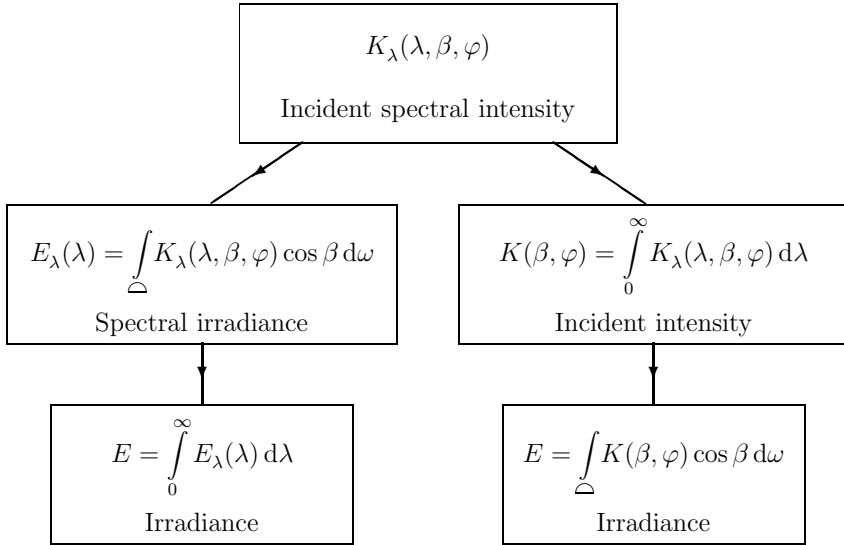 K_λ(λ, β, φ)
Incident spectral intensity
E_λ(λ) = ∫_⌓ K_λ(λ, β, φ) cos β dω
Spectral irradiance
K(β, φ) = ∫_0^∞ K_λ(λ, β, φ) dλ
Incident intensity
E = ∫_0^∞ E_λ(λ) dλ
Irradiance
E = ∫_⌓ K(β, φ) cos β dω
Irradiance